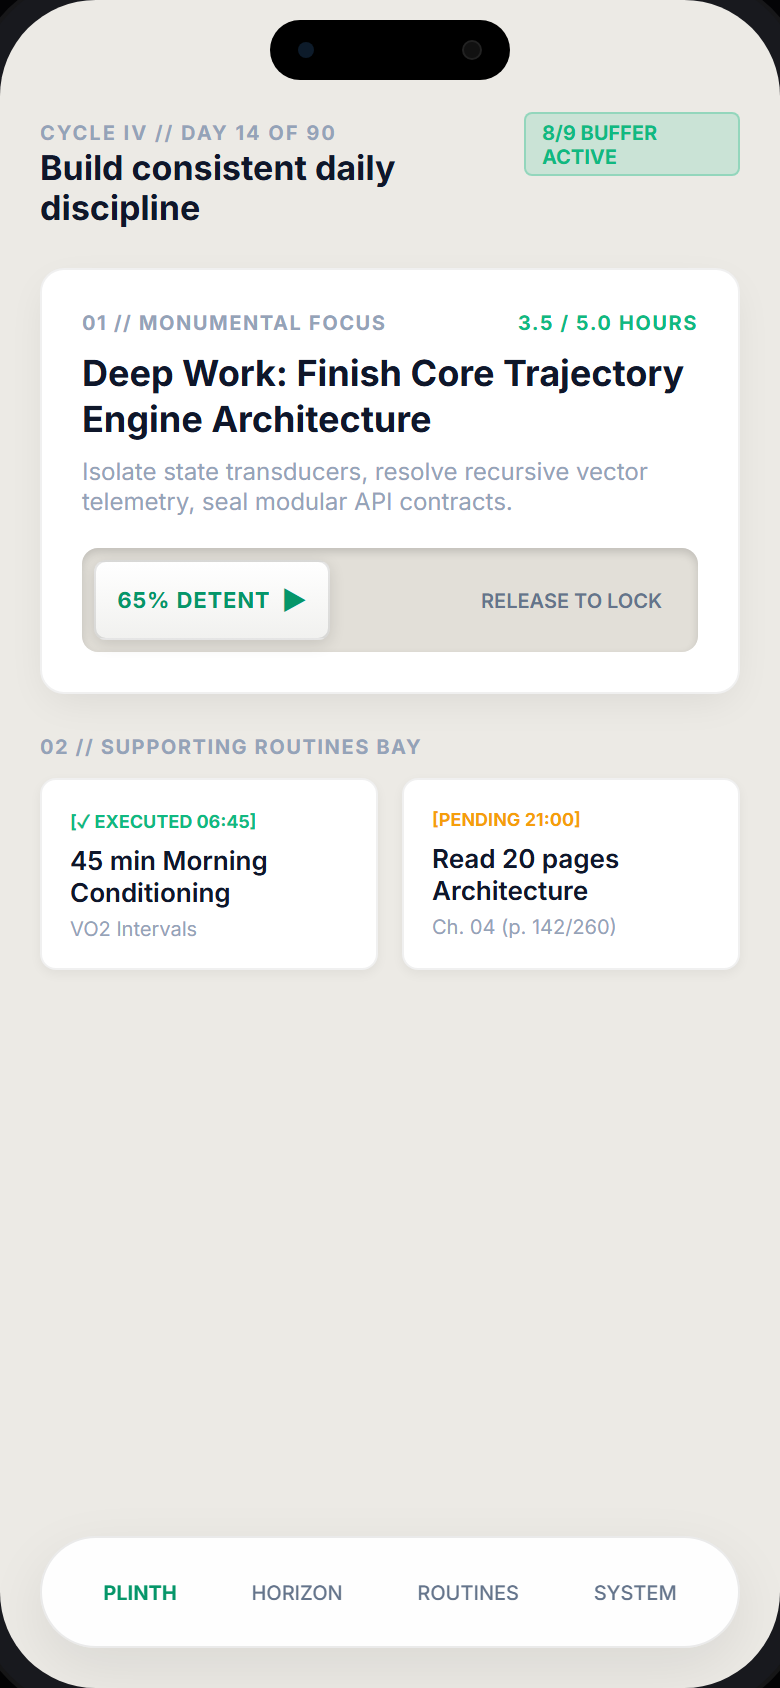 CYCLE IV // DAY 14 OF 90
Build consistent daily
discipline
8/9 BUFFER
ACTIVE
01 // MONUMENTAL FOCUS
3.5 / 5.0 HOURS
Deep Work: Finish Core Trajectory
Engine Architecture
Isolate state transducers, resolve recursive vector
telemetry, seal modular API contracts.
65% DETENT ▶
RELEASE TO LOCK
02 // SUPPORTING ROUTINES BAY
[✓ EXECUTED 06:45]
45 min Morning
Conditioning
VO2 Intervals
[PENDING 21:00]
Read 20 pages
Architecture
Ch. 04 (p. 142/260)
PLINTH
HORIZON
ROUTINES
SYSTEM